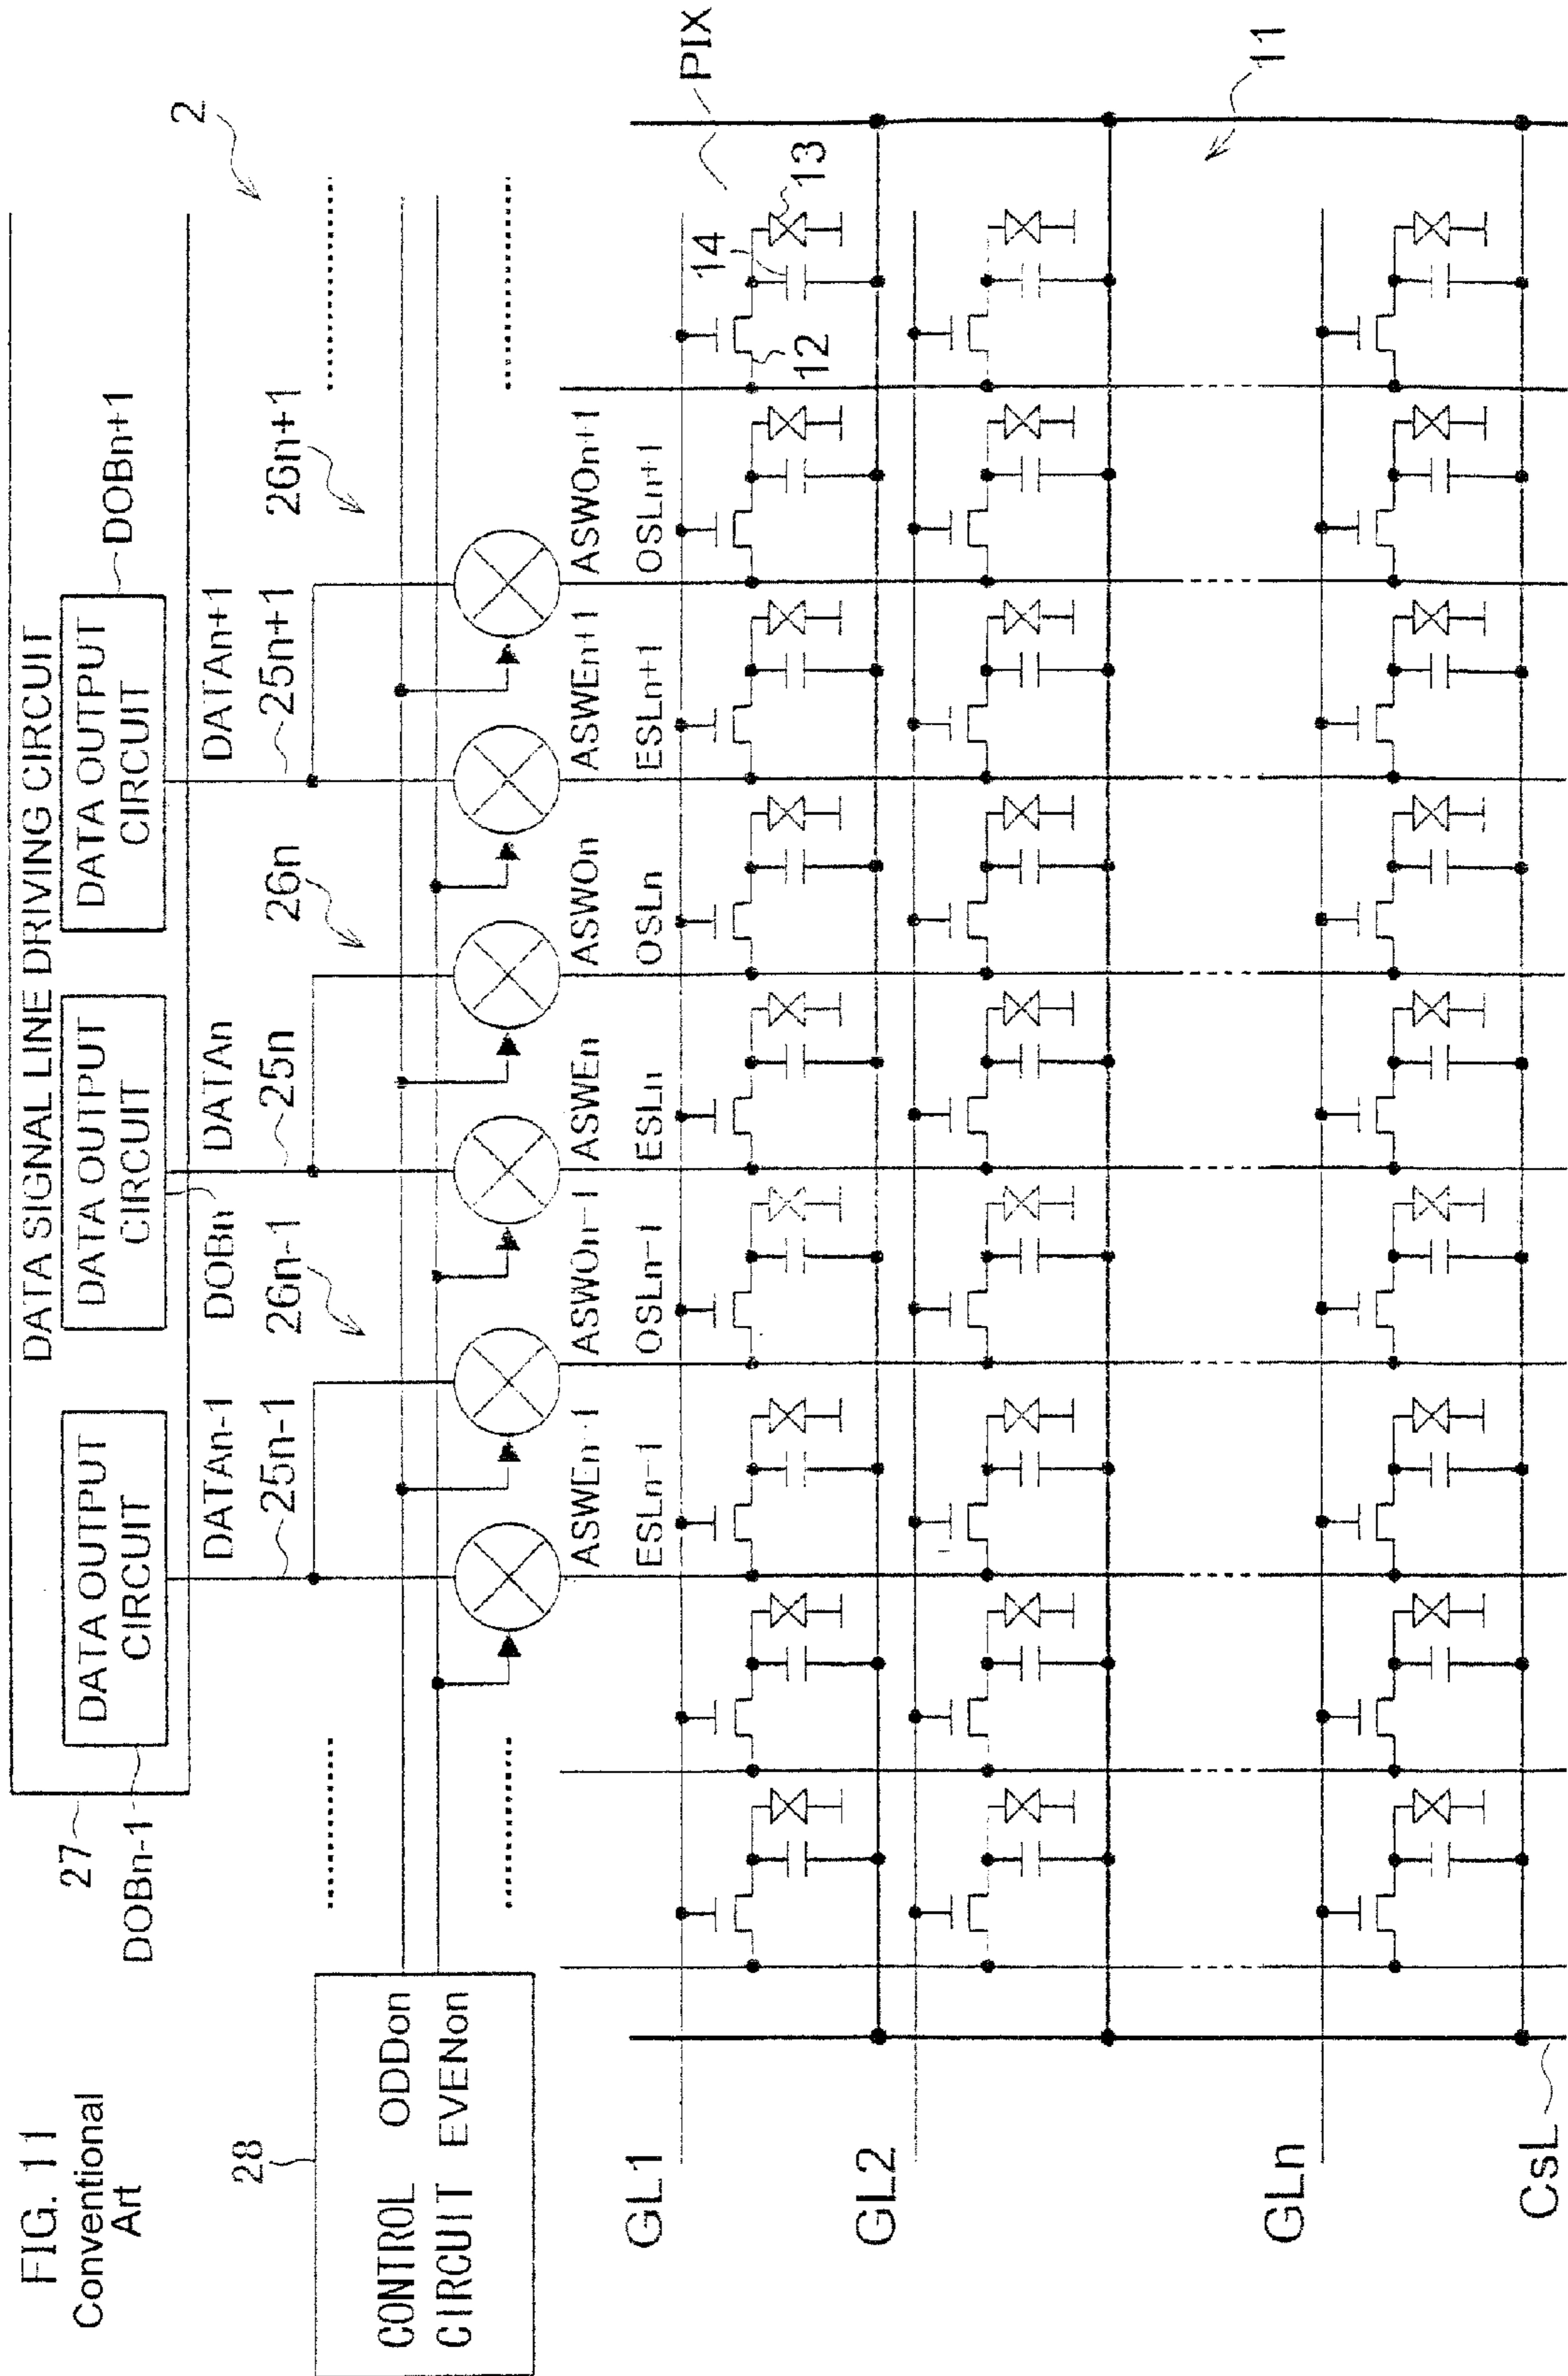 FIG. 11
Conventional
Art
DATA SIGNAL LINE DRIVING CIRCUIT
27
DATA OUTPUT
CIRCUIT
DATA OUTPUT
CIRCUIT
DATA OUTPUT
CIRCUIT
DOBn-1
DOBn
DOBn+1
2
DATAn-1
25n-1
26n-1
DATAn
25n
26n
DATAn+1
25n+1
26n+1
28
CONTROL
CIRCUIT
ODDon
EVENon
ASWEn-1
ASWOn-1
ASWEn
ASWOn
ASWEn+1
ASWOn+1
ESLn-1
OSLn-1
ESLn
OSLn
ESLn+1
OSLn+1
PIX
GL1
12
14
13
GL2
11
GLn
CsL